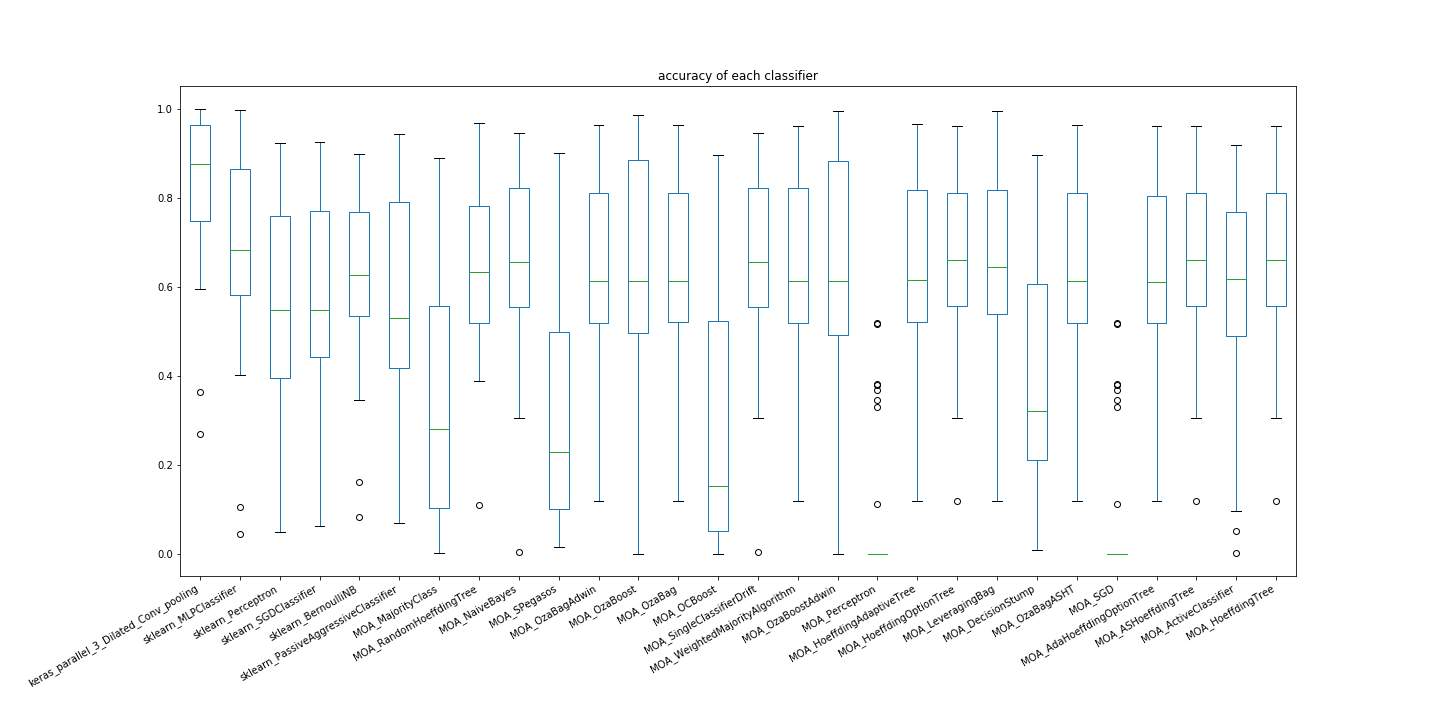 accuracy of each classifier
1.0
0.8
0.6
0.4
0.2
0.0
keras_parallel_3_Dilated_Conv_pooling
sklearn_MLPClassifier
sklearn_Perceptron
sklearn_SGDClassifier
sklearn_BernoulliNB
sklearn_PassiveAggressiveClassifier
MOA_MajorityClass
MOA_RandomHoeffdingTree
MOA_NaiveBayes
MOA_SPegasos
MOA_OzaBagAdwin
MOA_OzaBoost
MOA_OzaBag
MOA_OCBoost
MOA_SingleClassifierDrift
MOA_WeightedMajorityAlgorithm
MOA_OzaBoostAdwin
MOA_Perceptron
MOA_HoeffdingAdaptiveTree
MOA_HoeffdingOptionTree
MOA_LeveragingBag
MOA_DecisionStump
MOA_OzaBagASHT
MOA_SGD
MOA_AdaHoeffdingOptionTree
MOA_ASHoeffdingTree
MOA_ActiveClassifier
MOA_HoeffdingTree